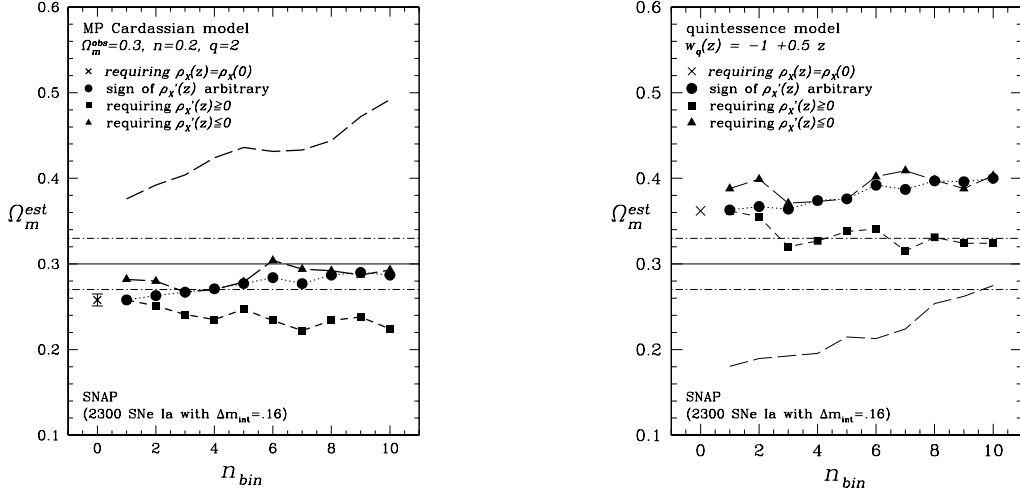 0.6
0.5
0.4
0.3
0.2
0.1
Ω_m^est
MP Cardassian model
Ω_m^obs=0.3, n=0.2, q=2
requiring ρ_X(z)=ρ_X(0)
sign of ρ_X'(z) arbitrary
requiring ρ_X'(z)≧0
requiring ρ_X'(z)≦0
SNAP
(2300 SNe Ia with Δm_int=.16)
0 2 4 6 8 10
n_bin
0.6
0.5
0.4
0.3
0.2
0.1
Ω_m^est
quintessence model
w_q(z) = -1 +0.5 z
requiring ρ_X(z)=ρ_X(0)
sign of ρ_X'(z) arbitrary
requiring ρ_X'(z)≧0
requiring ρ_X'(z)≦0
SNAP
(2300 SNe Ia with Δm_int=.16)
0 2 4 6 8 10
n_bin